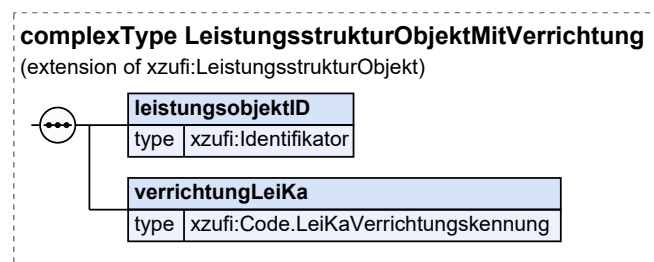 complexType LeistungsstrukturObjektMitVerrichtung
(extension of xzufi:LeistungsstrukturObjekt)
leistungsobjektID
type xzufi:Identifikator
verrichtungLeiKa
type xzufi:Code.LeiKaVerrichtungskennung